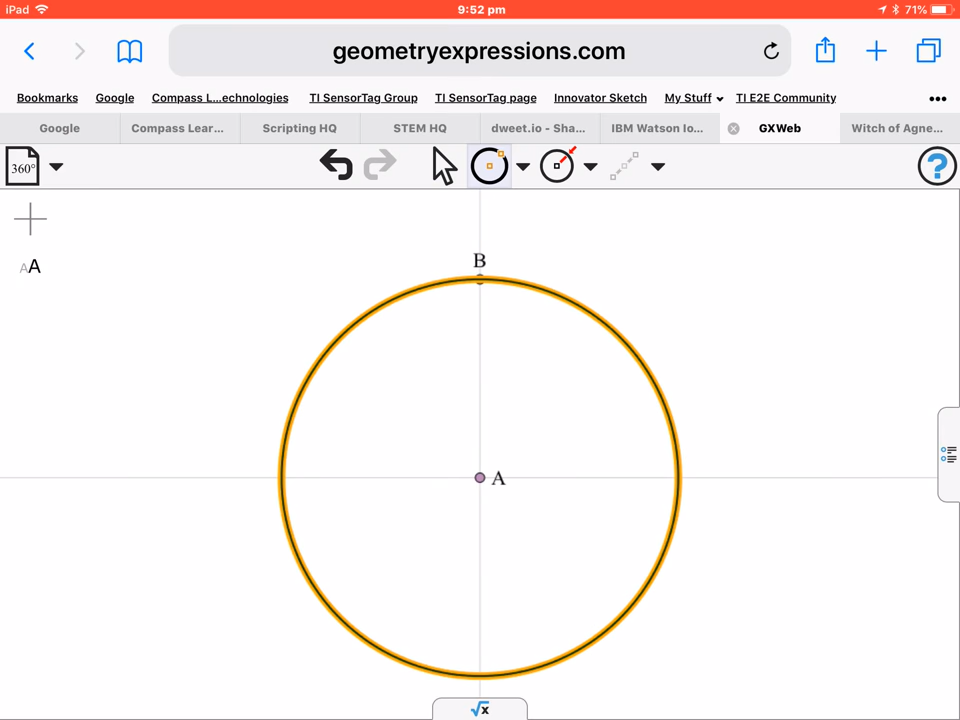 iPad 9:52 pm 71%
geometryexpressions.com
Bookmarks Google Compass L...echnologies TI SensorTag Group TI SensorTag page Innovator Sketch My Stuff TI E2E Community
Google Compass Lear... Scripting HQ STEM HQ dweet.io - Sha... IBM Watson Io... GXWeb Witch of Agne...
360° ?
AA
B
A
√x